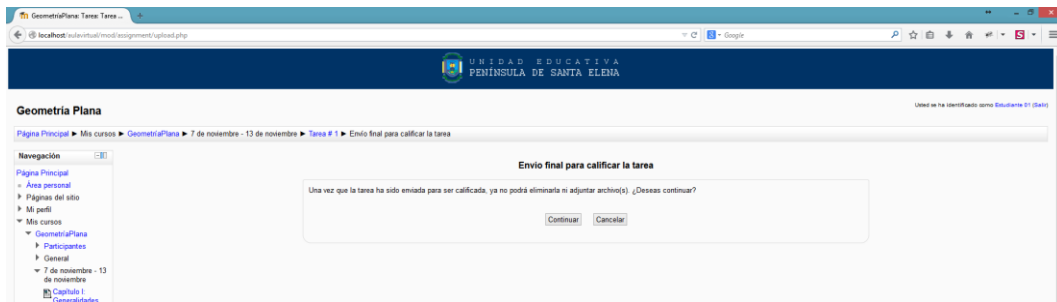 GeometríaPlana: Tarea: Tarea ...
localhost/aulavirtual/mod/assignment/upload.php
Google
UNIDAD EDUCATIVA
PENÍNSULA DE SANTA ELENA
Geometría Plana
Usted se ha identificado como Estudiante 01 (Salir)
Página Principal ► Mis cursos ► GeometríaPlana ► 7 de noviembre - 13 de noviembre ► Tarea # 1 ► Envío final para calificar la tarea
Navegación
Página Principal
Área personal
Páginas del sitio
Mi perfil
Mis cursos
GeometríaPlana
Participantes
General
7 de noviembre - 13
de noviembre
Capítulo I:
Generalidades
Envío final para calificar la tarea
Una vez que la tarea ha sido enviada para ser calificada, ya no podrá eliminarla ni adjuntar archivo(s). ¿Deseas continuar?
Continuar Cancelar